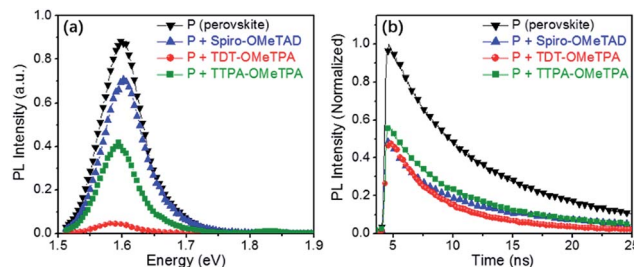 (a)
P (perovskite)
P + Spiro-OMeTAD
P + TDT-OMeTPA
P + TTPA-OMeTPA
PL Intensity (a.u.)
0.8
0.6
0.4
0.2
0.0
1.5 1.6 1.7 1.8 1.9
Energy (eV)
(b)
P (perovskite)
P + Spiro-OMeTAD
P + TDT-OMeTPA
P + TTPA-OMeTPA
PL Intensity (Normalized)
1.0
0.8
0.6
0.4
0.2
0.0
5 10 15 20 25
Time (ns)